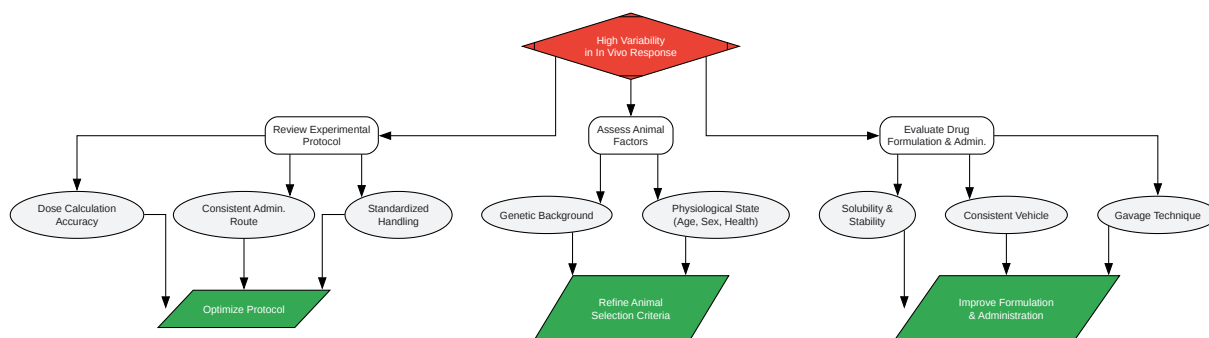 High Variability
in In Vivo Response
Review Experimental
Protocol
Assess Animal
Factors
Evaluate Drug
Formulation & Admin.
Dose Calculation
Accuracy
Consistent Admin.
Route
Standardized
Handling
Genetic Background
Physiological State
(Age, Sex, Health)
Solubility &
Stability
Consistent Vehicle
Gavage Technique
Optimize Protocol
Refine Animal
Selection Criteria
Improve Formulation
& Administration